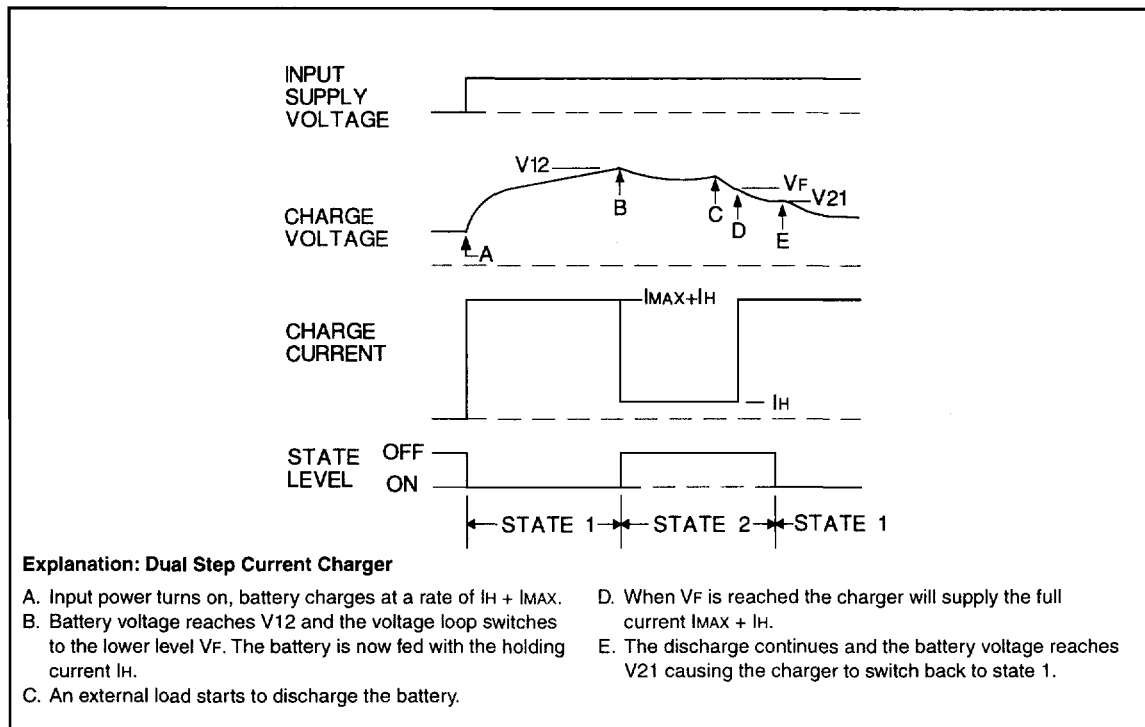 INPUT
SUPPLY
VOLTAGE
V12
VF
V21
B
C
D
E
CHARGE
VOLTAGE
A
IMAX+IH
CHARGE
CURRENT
IH
STATE
LEVEL
OFF
ON
STATE 1
STATE 2
STATE 1
Explanation: Dual Step Current Charger
A. Input power turns on, battery charges at a rate of IH + IMAX.
B. Battery voltage reaches V12 and the voltage loop switches
to the lower level VF. The battery is now fed with the holding
current IH.
C. An external load starts to discharge the battery.
D. When VF is reached the charger will supply the full
current IMAX + IH.
E. The discharge continues and the battery voltage reaches
V21 causing the charger to switch back to state 1.